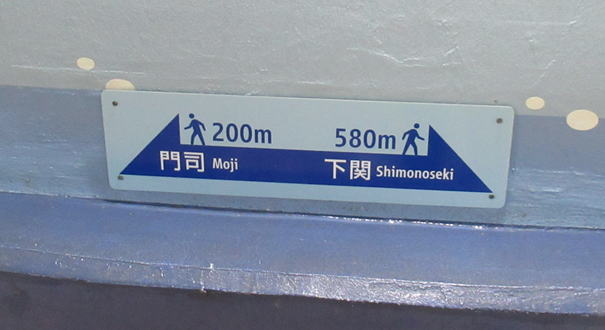 200m 580m
門司 Moji 下関 Shimonoseki